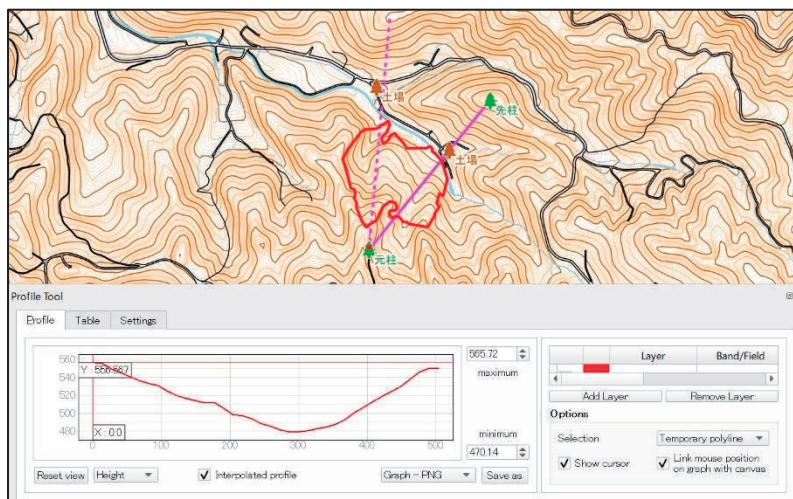 土場
先柱
土場
元柱
Profile Tool
Profile Table Settings
560
540
520
500
480
Y : 556.587
X : 0.0
0 100 200 300 400 500
565.72
maximum
minimum
470.14
Reset view Height Interpolated profile Graph - PNG Save as
Layer Band/Field
Add Layer Remove Layer
Options
Selection Temporary polyline
Show cursor Link mouse position
on graph with canvas